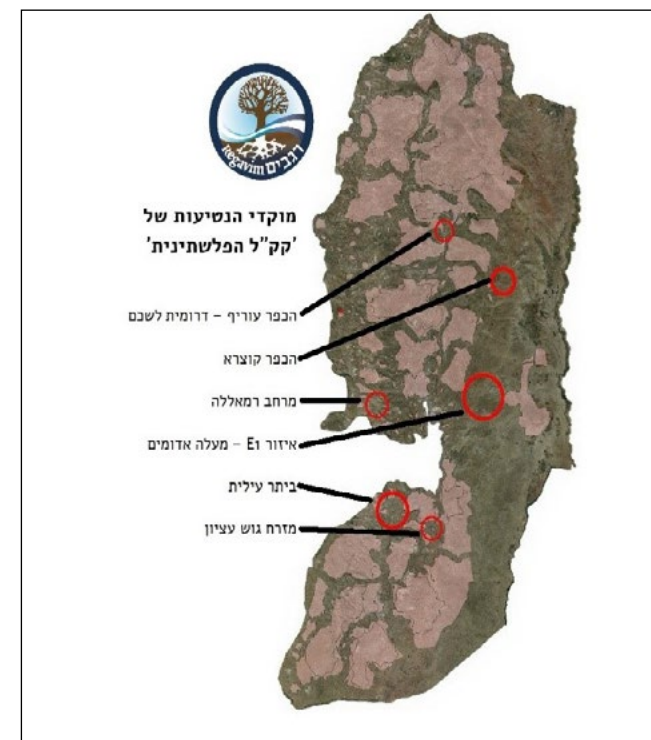 רגבים Regavim
מוקדי הנטיעות של
'קק"ל הפלשתינית'
הכפר עוריף – דרומית לשכם
הכפר קוצרא
מרחב רמאללה
איזור E1 – מעלה אדומים
ביתר עילית
מזרח גוש עציון